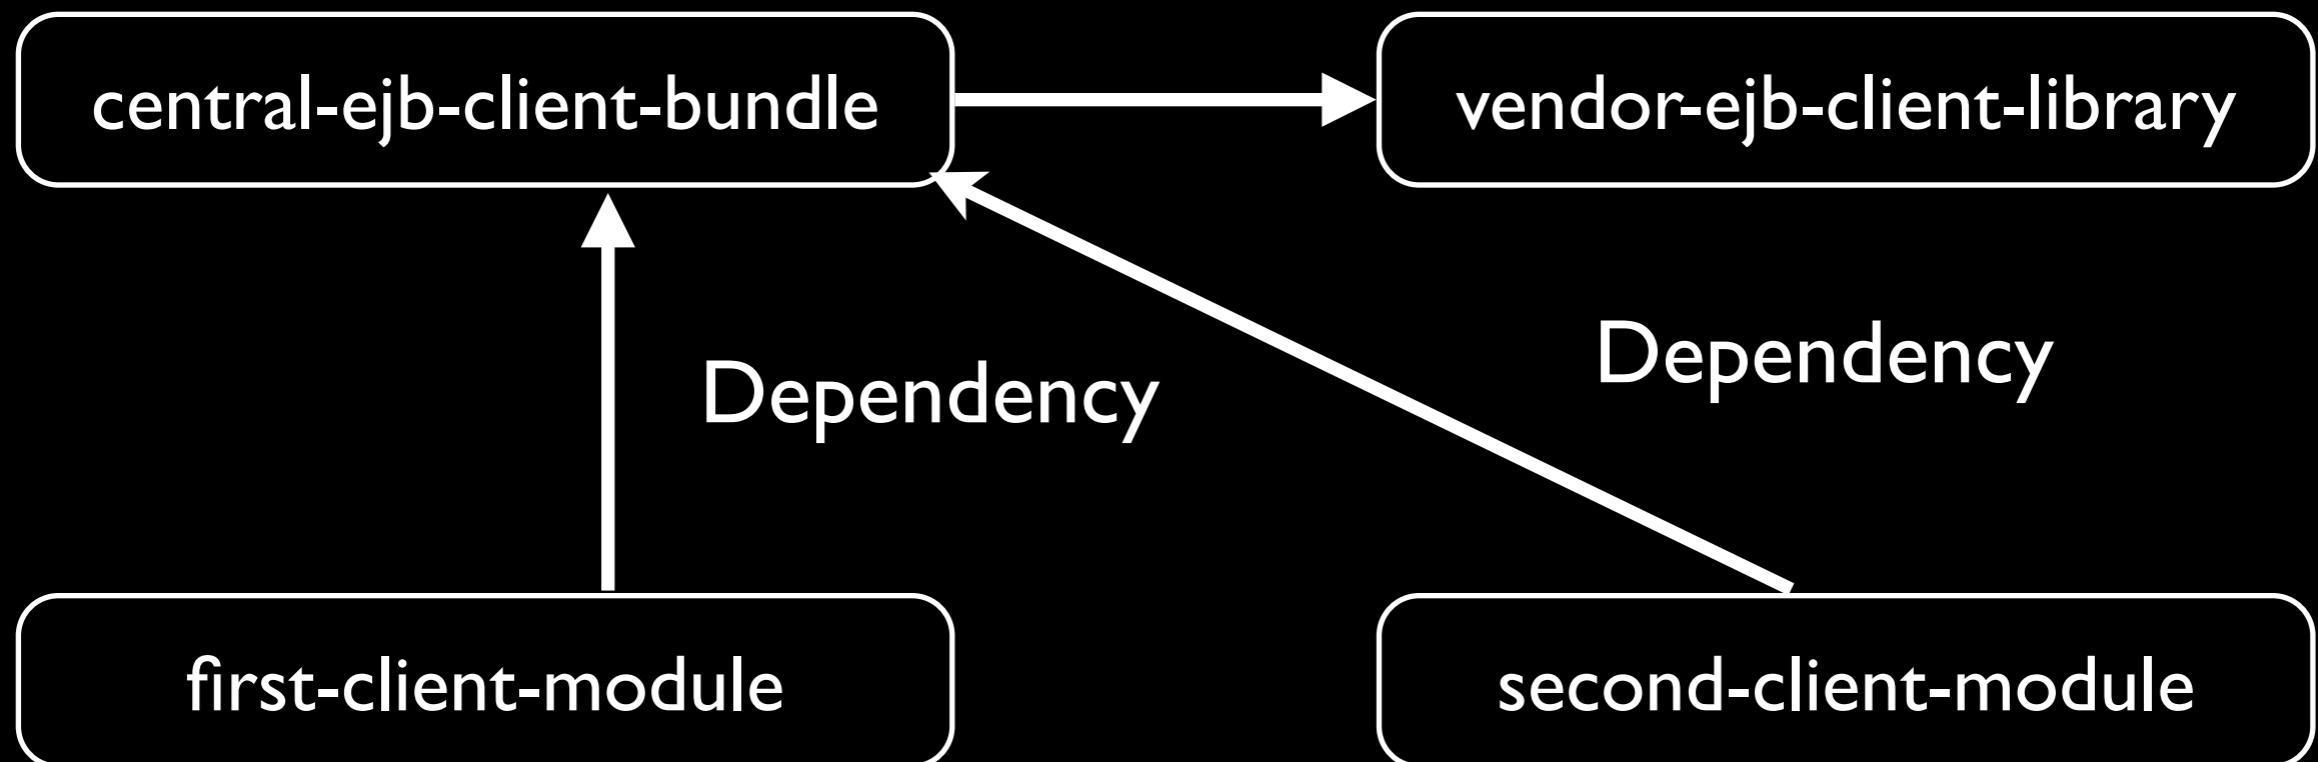 central-ejb-client-bundle
vendor-ejb-client-library
Dependency
Dependency
first-client-module
second-client-module